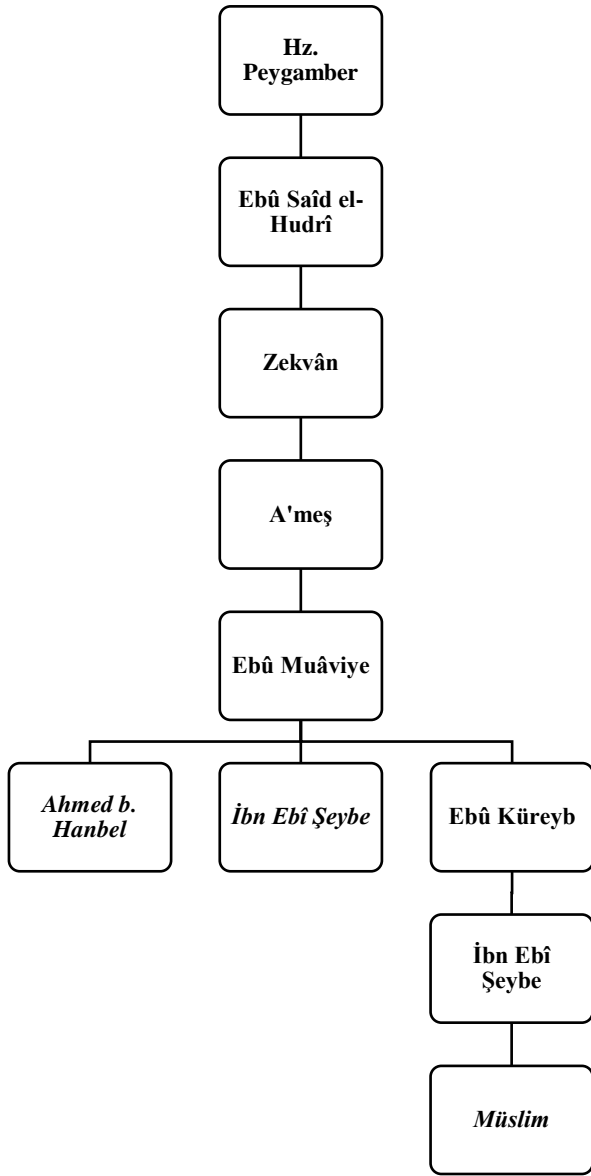 Hz.
Peygamber
Ebû Saîd el-
Hudrî
Zekvân
A'meş
Ebû Muâviye
Ahmed b.
Hanbel
İbn Ebî Şeybe
Ebû Küreyb
İbn Ebî
Şeybe
Müslim